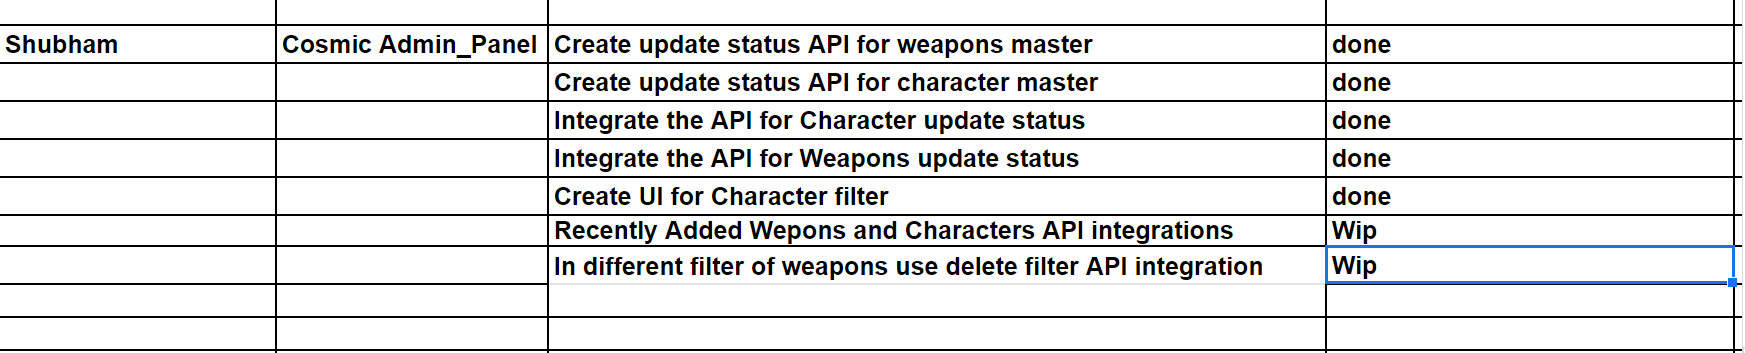 Shubham Cosmic Admin_Panel Create update status API for weapons master done
Create update status API for character master done
Integrate the API for Character update status done
Integrate the API for Weapons update status done
Create UI for Character filter done
Recently Added Wepons and Characters API integrations Wip
In different filter of weapons use delete filter API integration Wip